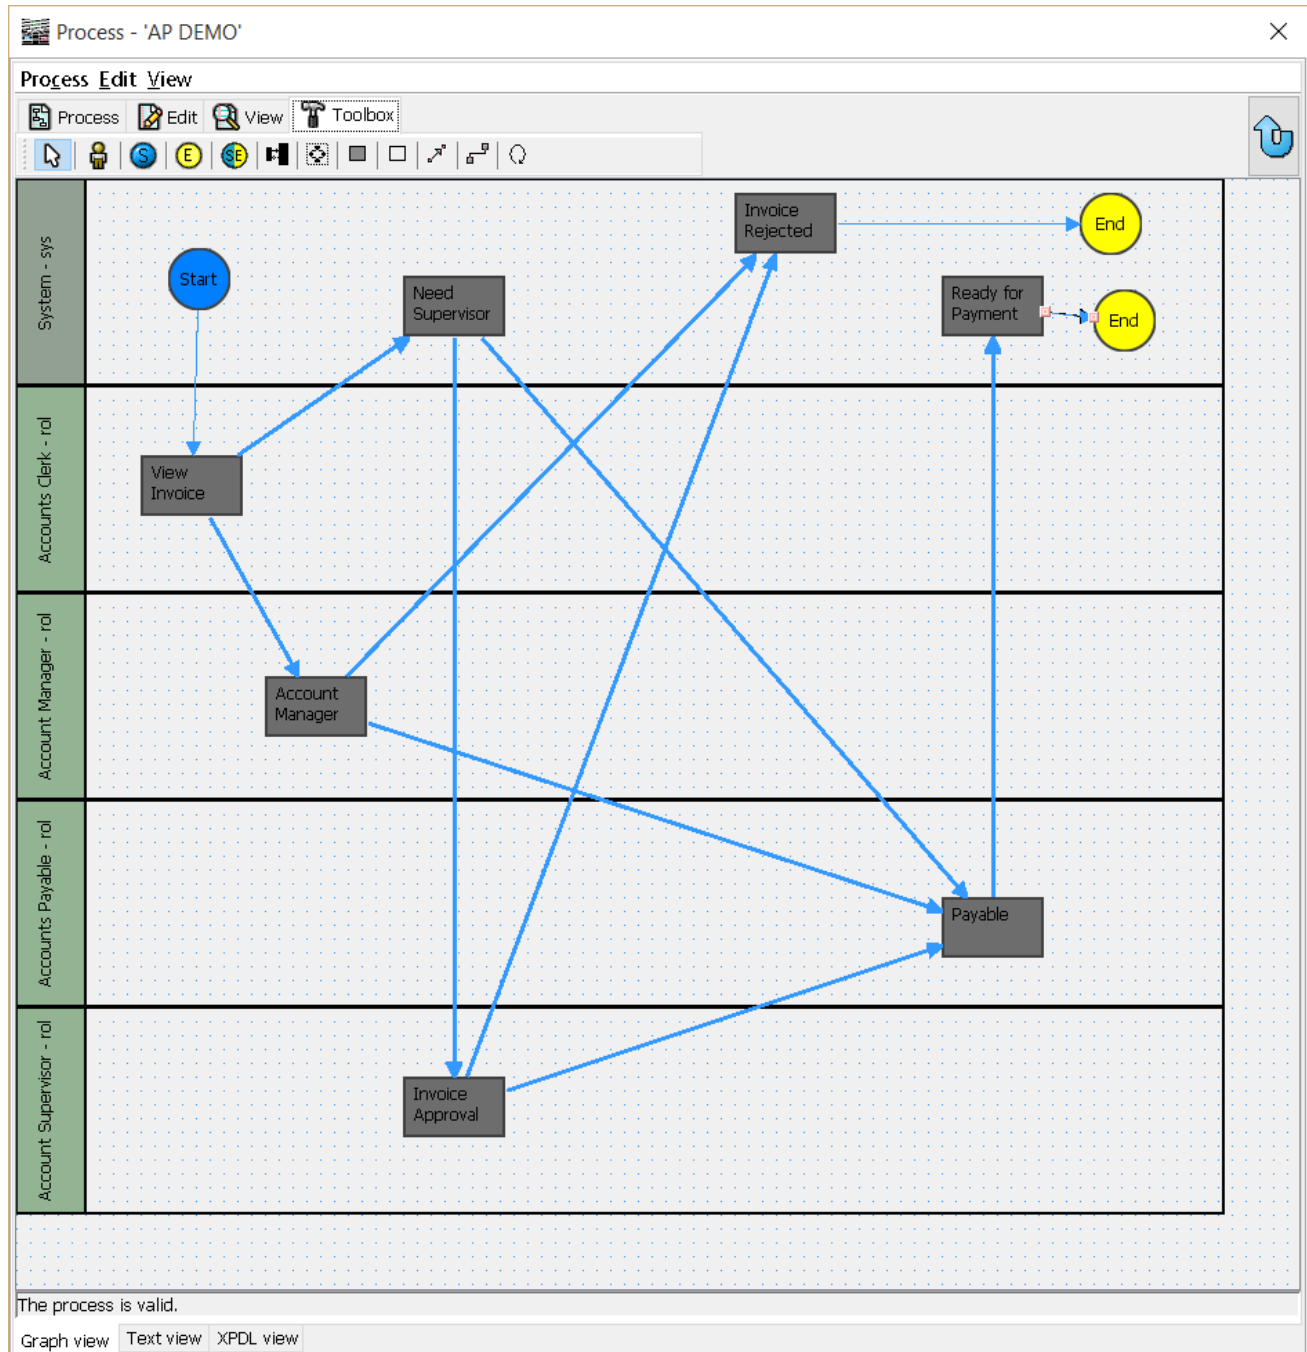 Process - 'AP DEMO'
Process Edit View
Process Edit View Toolbox
S E SE
System - sys
Start
Need
Supervisor
Invoice
Rejected
End
Ready for
Payment
End
Accounts Clerk - rol
View
Invoice
Account Manager - rol
Account
Manager
Accounts Payable - rol
Payable
Account Supervisor - rol
Invoice
Approval
The process is valid.
Graph view Text view XPDL view